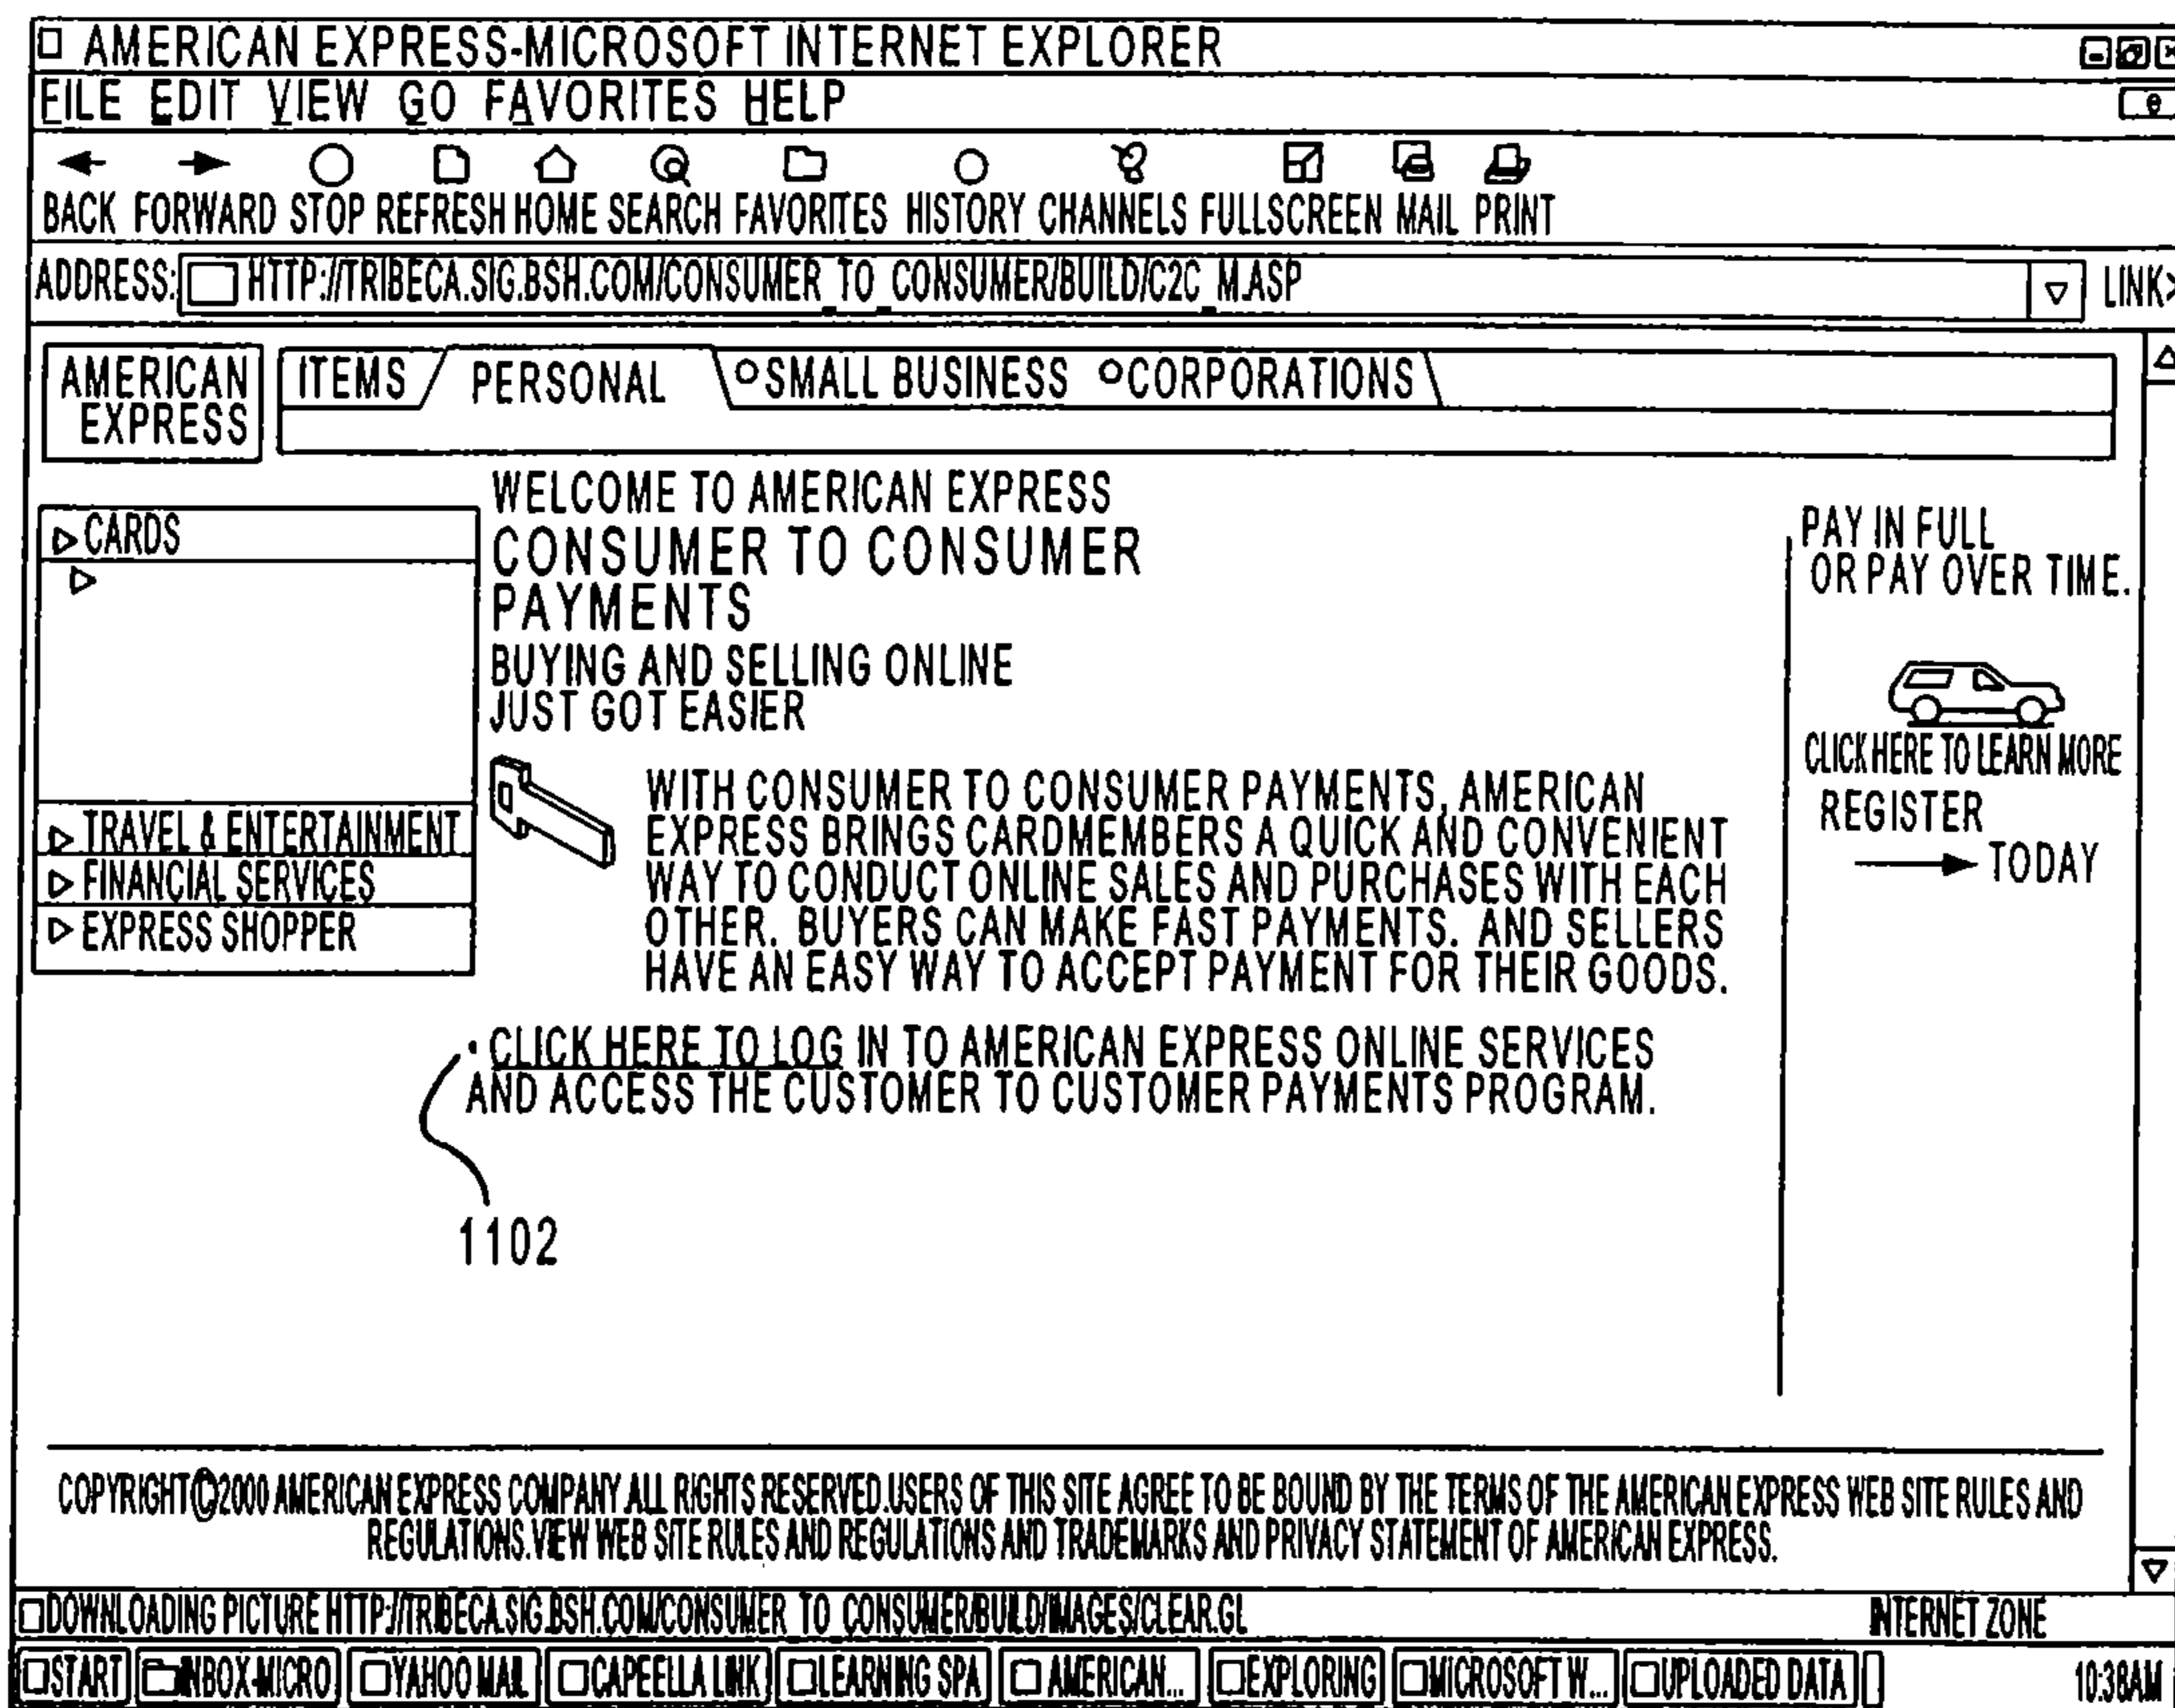 AMERICAN EXPRESS-MICROSOFT INTERNET EXPLORER
FILE EDIT VIEW GO FAVORITES HELP
e
BACK FORWARD STOP REFRESH HOME SEARCH FAVORITES HISTORY CHANNELS FULLSCREEN MAIL PRINT
ADDRESS: HTTP://TRIBECA.SIG.BSH.COM/CONSUMER_TO_CONSUMER/BUILD/C2C_M.ASP LINK>
AMERICAN
EXPRESS
ITEMS PERSONAL SMALL BUSINESS CORPORATIONS
CARDS
TRAVEL & ENTERTAINMENT
FINANCIAL SERVICES
EXPRESS SHOPPER
WELCOME TO AMERICAN EXPRESS
CONSUMER TO CONSUMER
PAYMENTS
BUYING AND SELLING ONLINE
JUST GOT EASIER
WITH CONSUMER TO CONSUMER PAYMENTS, AMERICAN
EXPRESS BRINGS CARDMEMBERS A QUICK AND CONVENIENT
WAY TO CONDUCT ONLINE SALES AND PURCHASES WITH EACH
OTHER. BUYERS CAN MAKE FAST PAYMENTS. AND SELLERS
HAVE AN EASY WAY TO ACCEPT PAYMENT FOR THEIR GOODS.
• CLICK HERE TO LOG IN TO AMERICAN EXPRESS ONLINE SERVICES
AND ACCESS THE CUSTOMER TO CUSTOMER PAYMENTS PROGRAM.
1102
PAY IN FULL
OR PAY OVER TIME.
CLICK HERE TO LEARN MORE
REGISTER
TODAY
COPYRIGHT©2000 AMERICAN EXPRESS COMPANY.ALL RIGHTS RESERVED.USERS OF THIS SITE AGREE TO BE BOUND BY THE TERMS OF THE AMERICAN EXPRESS WEB SITE RULES AND
REGULATIONS.VIEW WEB SITE RULES AND REGULATIONS AND TRADEMARKS AND PRIVACY STATEMENT OF AMERICAN EXPRESS.
DOWNLOADING PICTURE HTTP://TRIBECA.SIG.BSH.COM/CONSUMER_TO_CONSUMER/BUILD/IMAGES/CLEAR.GL INTERNET ZONE
START INBOX-MICRO YAHOO MAIL CAPEELLA LINK LEARNING SPA AMERICAN... EXPLORING MICROSOFT W... UPLOADED DATA 10:38AM